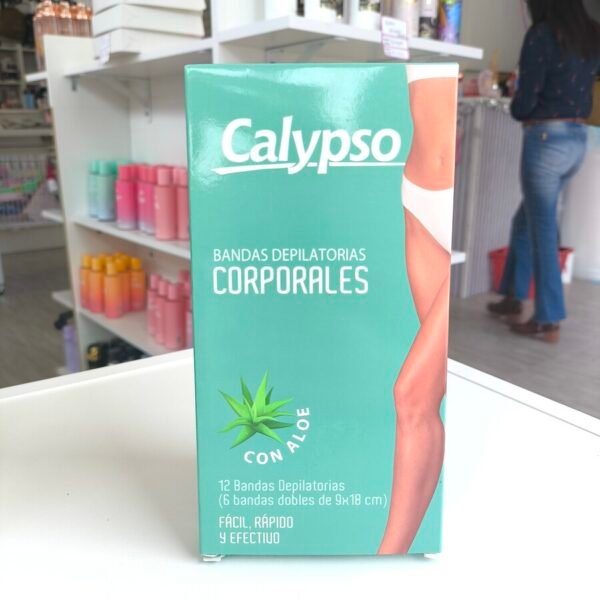 Calypso
BANDAS DEPILATORIAS
CORPORALES
CON ALOE
12 Bandas Depilatorias
(6 bandas dobles de 9x18 cm)
FÁCIL, RÁPIDO
Y EFECTIVO